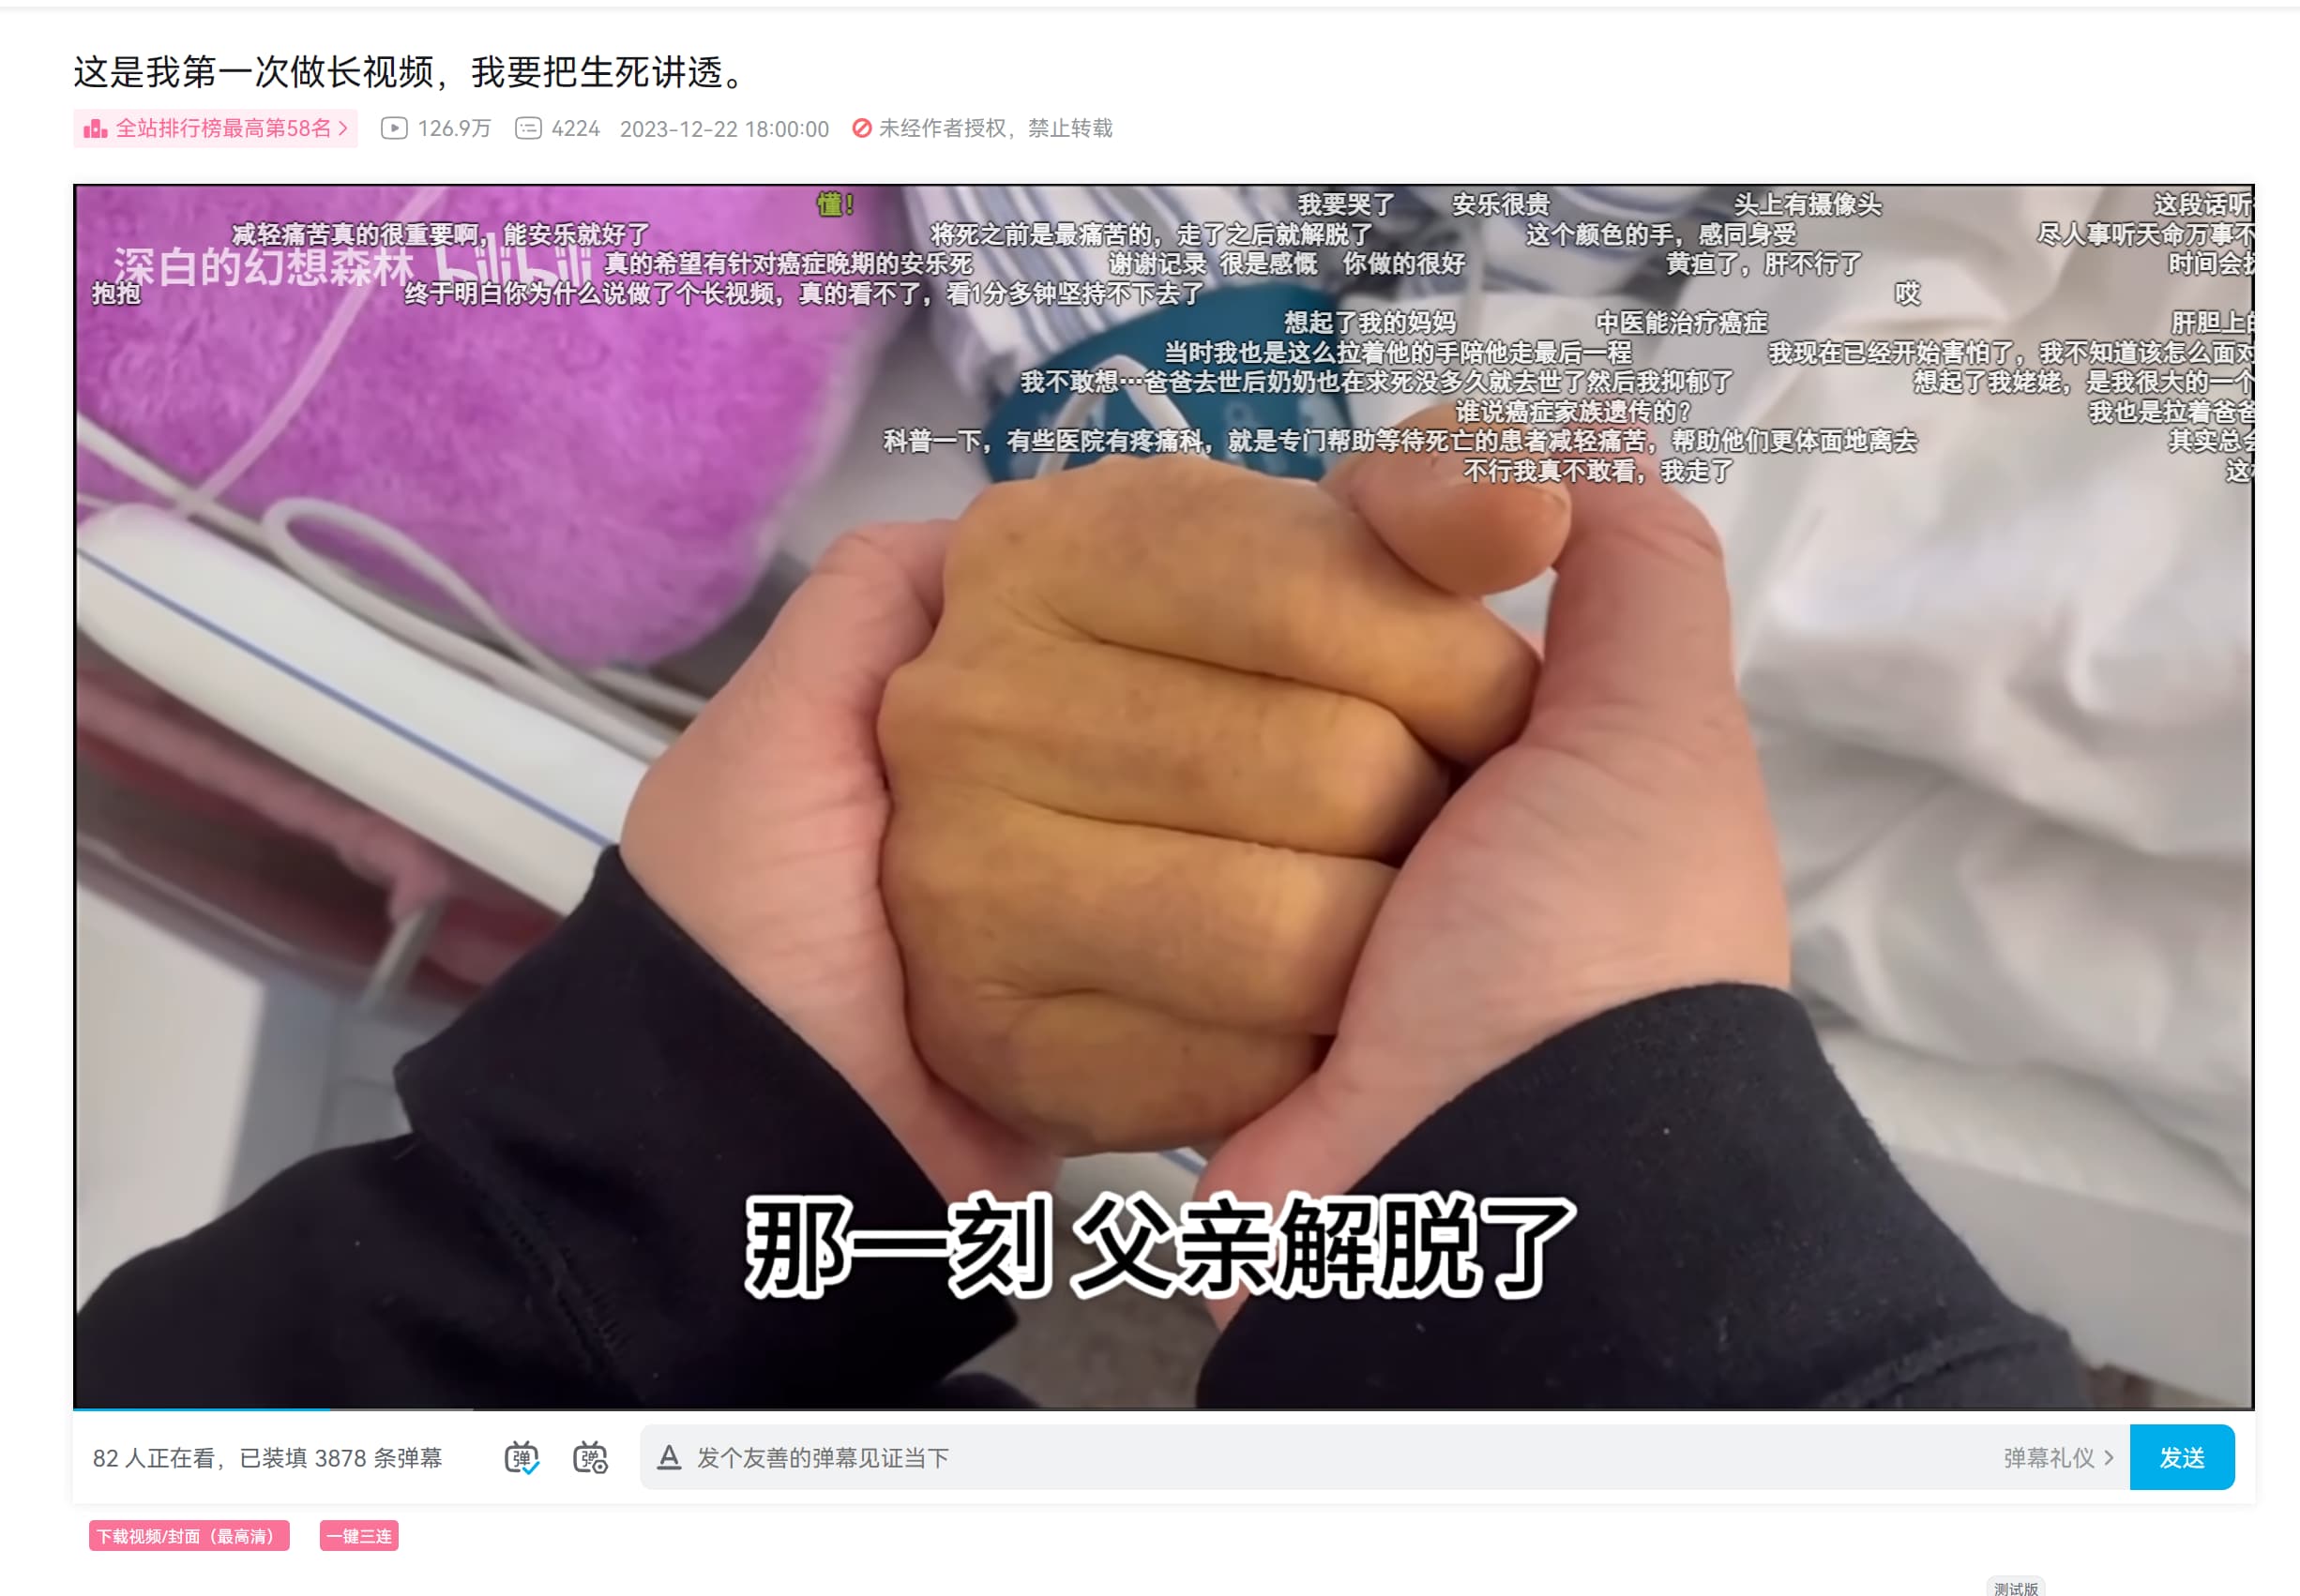 这是我第一次做长视频，我要把生死讲透。
全站排行榜最高第58名 126.9万 4224 2023-12-22 18:00:00 未经作者授权，禁止转载
懂！ 我要哭了 安乐很贵 头上有摄像头 这段话听
减轻痛苦真的很重要啊，能安乐就好了 将死之前是最痛苦的，走了之后就解脱了 这个颜色的手，感同身受 尽人事听天命万事不
深白的幻想森林 bilibili 真的希望有针对癌症晚期的安乐死 谢谢记录 很是感慨 你做的很好 黄疸了，肝不行了 时间会
抱抱 终于明白你为什么说做了个长视频，真的看不了，看1分多钟坚持不下去了 哎
想起了我的妈妈 中医能治疗癌症 肝胆上的
当时我也是这么拉着他的手陪他走最后一程 我现在已经开始害怕了，我不知道该怎么面对
我不敢想…爸爸去世后奶奶也在求死没多久就去世了然后我抑郁了 想起了我姥姥，是我很大的一个
谁说癌症家族遗传的？ 我也是拉着爸爸
科普一下，有些医院有疼痛科，就是专门帮助等待死亡的患者减轻痛苦，帮助他们更体面地离去 其实总会
不行我真不敢看，我走了 这
那一刻 父亲解脱了
82 人正在看，已装填 3878 条弹幕 弹 弹 A 发个友善的弹幕见证当下 弹幕礼仪 发送
下载视频/封面（最高清） 一键三连
测试版